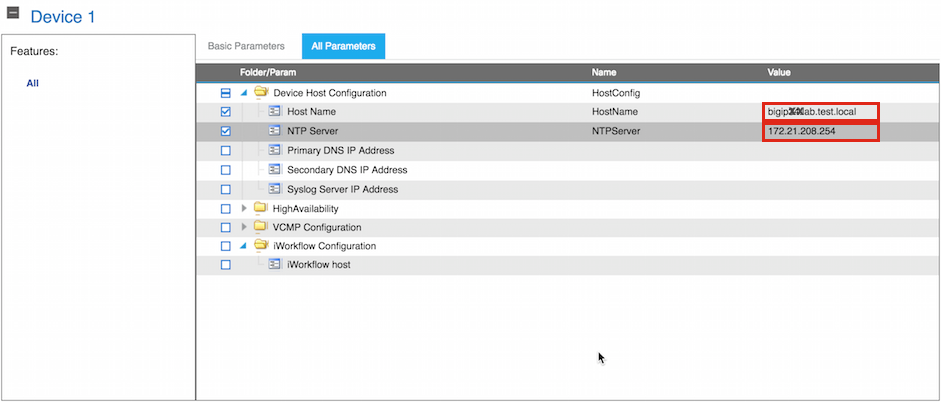 Device 1
Features:
All
Basic Parameters All Parameters
Folder/Param Name Value
Device Host Configuration HostConfig
Host Name HostName ab.test.local
NTP Server NTPServer 172.21.208.254
Primary DNS IP Address
Secondary DNS IP Address
Syslog Server IP Address
HighAvailability
VCMP Configuration
iWorkflow Configuration
iWorkflow host